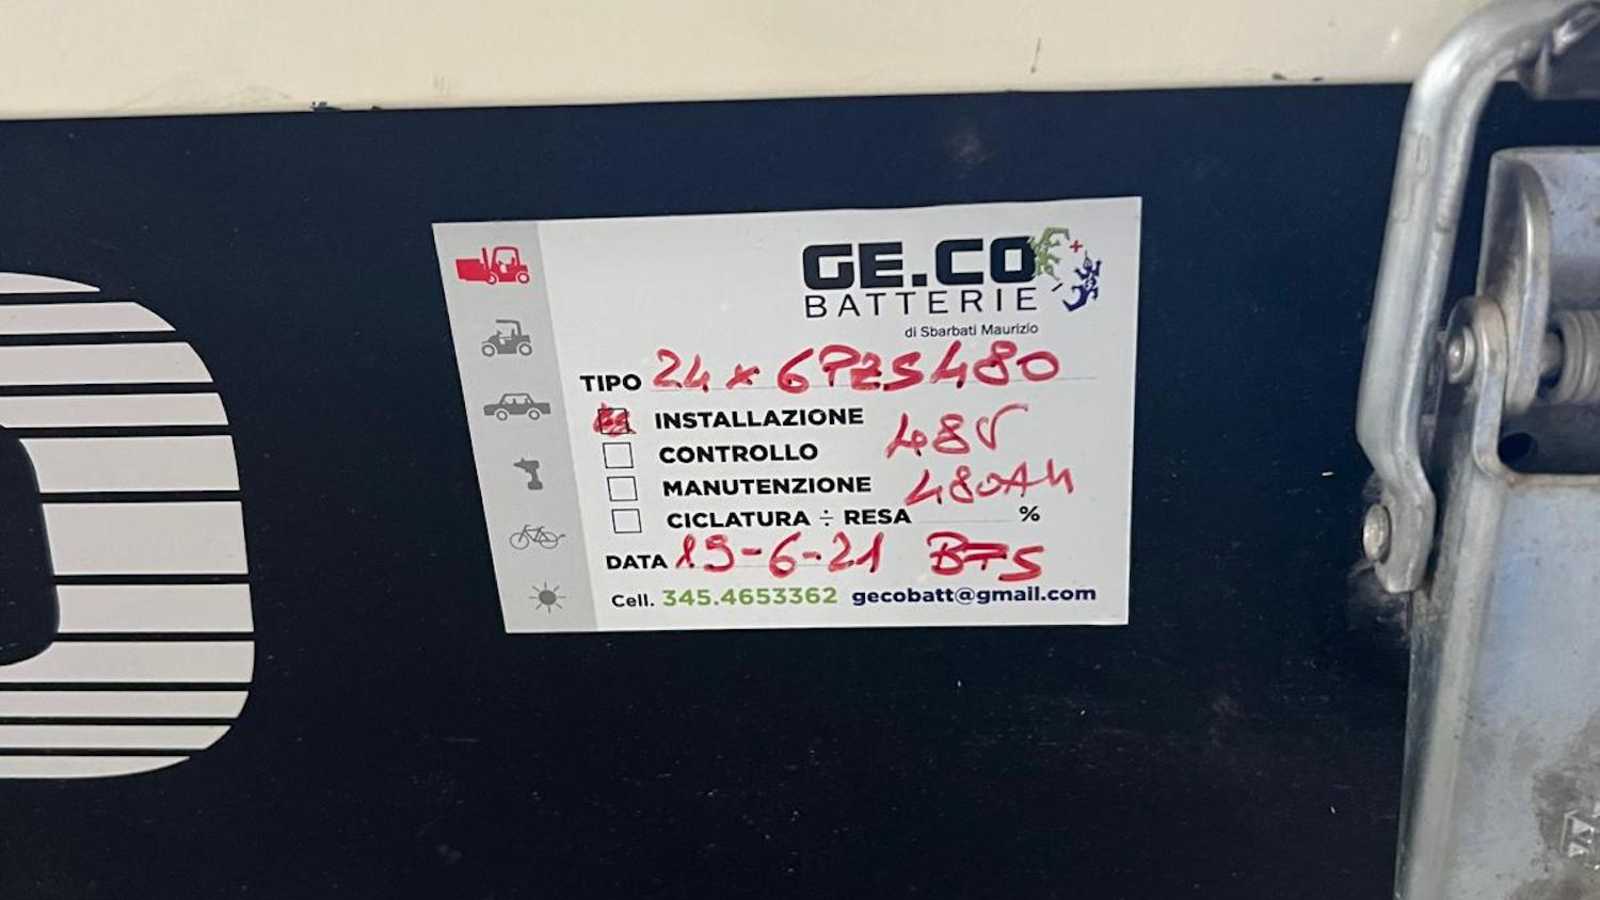 GE.CO
BATTERIE
di Sbarbati Maurizio
TIPO 24 x 6PZS480
INSTALLAZIONE 48V
CONTROLLO
MANUTENZIONE 480AH
CICLATURA ÷ RESA %
DATA 19-6-21 BTS
Cell. 345.4653362 gecobatt@gmail.com